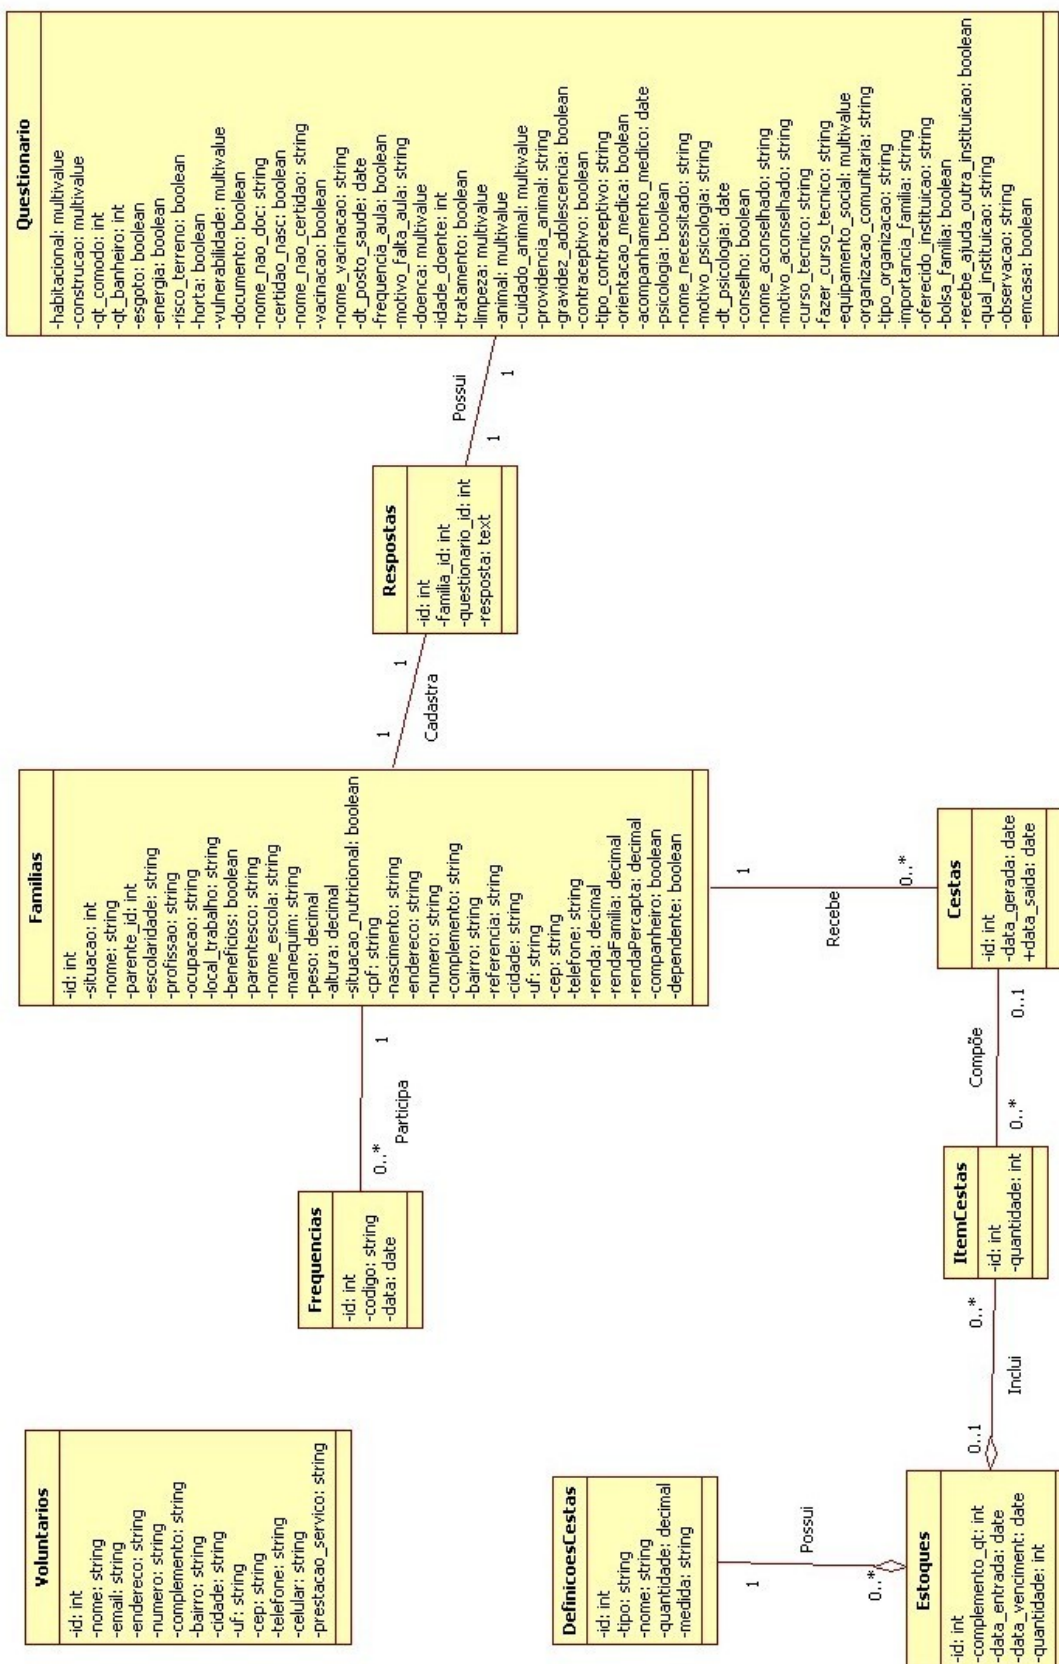 Voluntarios
-id: int
-nome: string
-email: string
-endereco: string
-numero: string
-complemento: string
-bairro: string
-cidade: string
-uf: string
-cep: string
-telefone: string
-celular: string
-prestacao_servico: string
Frequencias
-id: int
-codigo: string
-data: date
0..*
Participa
1
Familias
-id: int
-situacao: int
-nome: string
-parente_id: int
-escolaridade: string
-profissao: string
-ocupacao: string
-local_trabalho: string
-beneficios: boolean
-parentesco: string
-nome_escola: string
-manequim: string
-peso: decimal
-altura: decimal
-situacao_nutricional: boolean
-cpf: string
-nascimento: string
-endereco: string
-numero: string
-complemento: string
-bairro: string
-referencia: string
-cidade: string
-uf: string
-cep: string
-telefone: string
-renda: decimal
-rendaFamilia: decimal
-rendaPercapta: decimal
-companheiro: boolean
-dependente: boolean
1
Cadastra
1
Respostas
-id: int
-familia_id: int
-questionario_id: int
-resposta: text
1
Possui
1
Questionario
-habitacional: multivalue
-construcao: multivalue
-qt_comodo: int
-qt_banheiro: int
-esgoto: boolean
-energia: boolean
-risco_terreno: boolean
-horta: boolean
-vulnerabilidade: multivalue
-documento: boolean
-nome_nao_doc: string
-certidao_nasc: boolean
-nome_nao_certidao: string
-vacinacao: boolean
-nome_vacinacao: string
-dt_posto_saude: date
-frequencia_aula: boolean
-motivo_falta_aula: string
-doenca: multivalue
-idade_doente: int
-tratamento: boolean
-limpeza: multivalue
-animal: multivalue
-cuidado_animal: multivalue
-providencia_animal: string
-gravidez_adolescencia: boolean
-contraceptivo: boolean
-tipo_contraceptivo: string
-orientacao_medica: boolean
-acompanhamento_medico: date
-psicologia: boolean
-nome_necessitado: string
-motivo_psicologia: string
-dt_psicologia: date
-conselho: boolean
-nome_aconselhado: string
-motivo_aconselhado: string
-curso_tecnico: string
-fazer_curso_tecnico: string
-equipamento_social: multivalue
-organizacao_comunitaria: string
-tipo_organizacao: string
-importancia_familia: string
-oferecido_instituicao: string
-bolsa_familia: boolean
-recebe_ajuda_outra_instituicao: boolean
-qual_instituicao: string
-observacao: string
-emcasa: boolean
DefinicoesCestas
-id: int
-tipo: string
-nome: string
-quantidade: decimal
-medida: string
1
Possui
0..*
Estoques
-id: int
-complemento_qt: int
-data_entrada: date
-data_vencimento: date
-quantidade: int
0..1
Inclui
0..*
ItemCestas
-id: int
-quantidade: int
0..*
Compõe
0..1
Cestas
-id: int
-data_gerada: date
+data_saida: date
1
Recebe
0..*